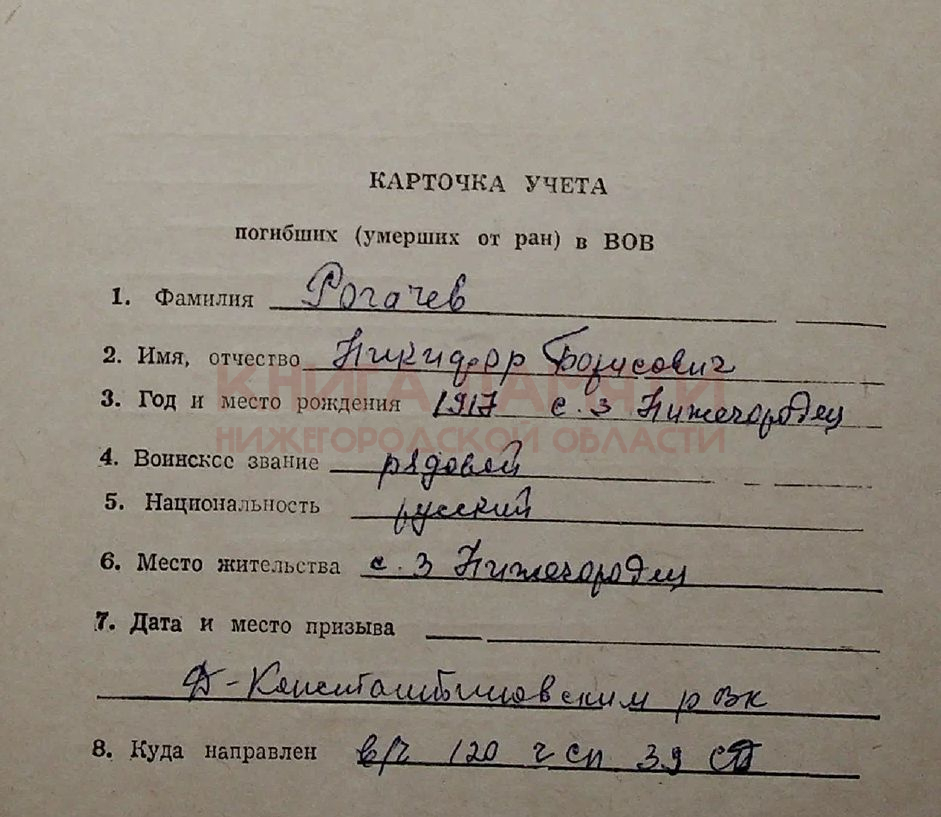 КАРТОЧКА УЧЕТА
погибших (умерших от ран) в ВОВ
1. Фамилия Рогачев
2. Имя, отчество Никифор Борисович
КНИГА ПАМЯТИ
3. Год и место рождения 1917 с.з Нижегородец
НИЖЕГОРОДСКОЙ ОБЛАСТИ
4. Воинское звание рядовой
5. Национальность русский
6. Место жительства с.з Нижегородец
7. Дата и место призыва
Д-Константиновским рвк
8. Куда направлен в/ч 120 г сп 39 СД